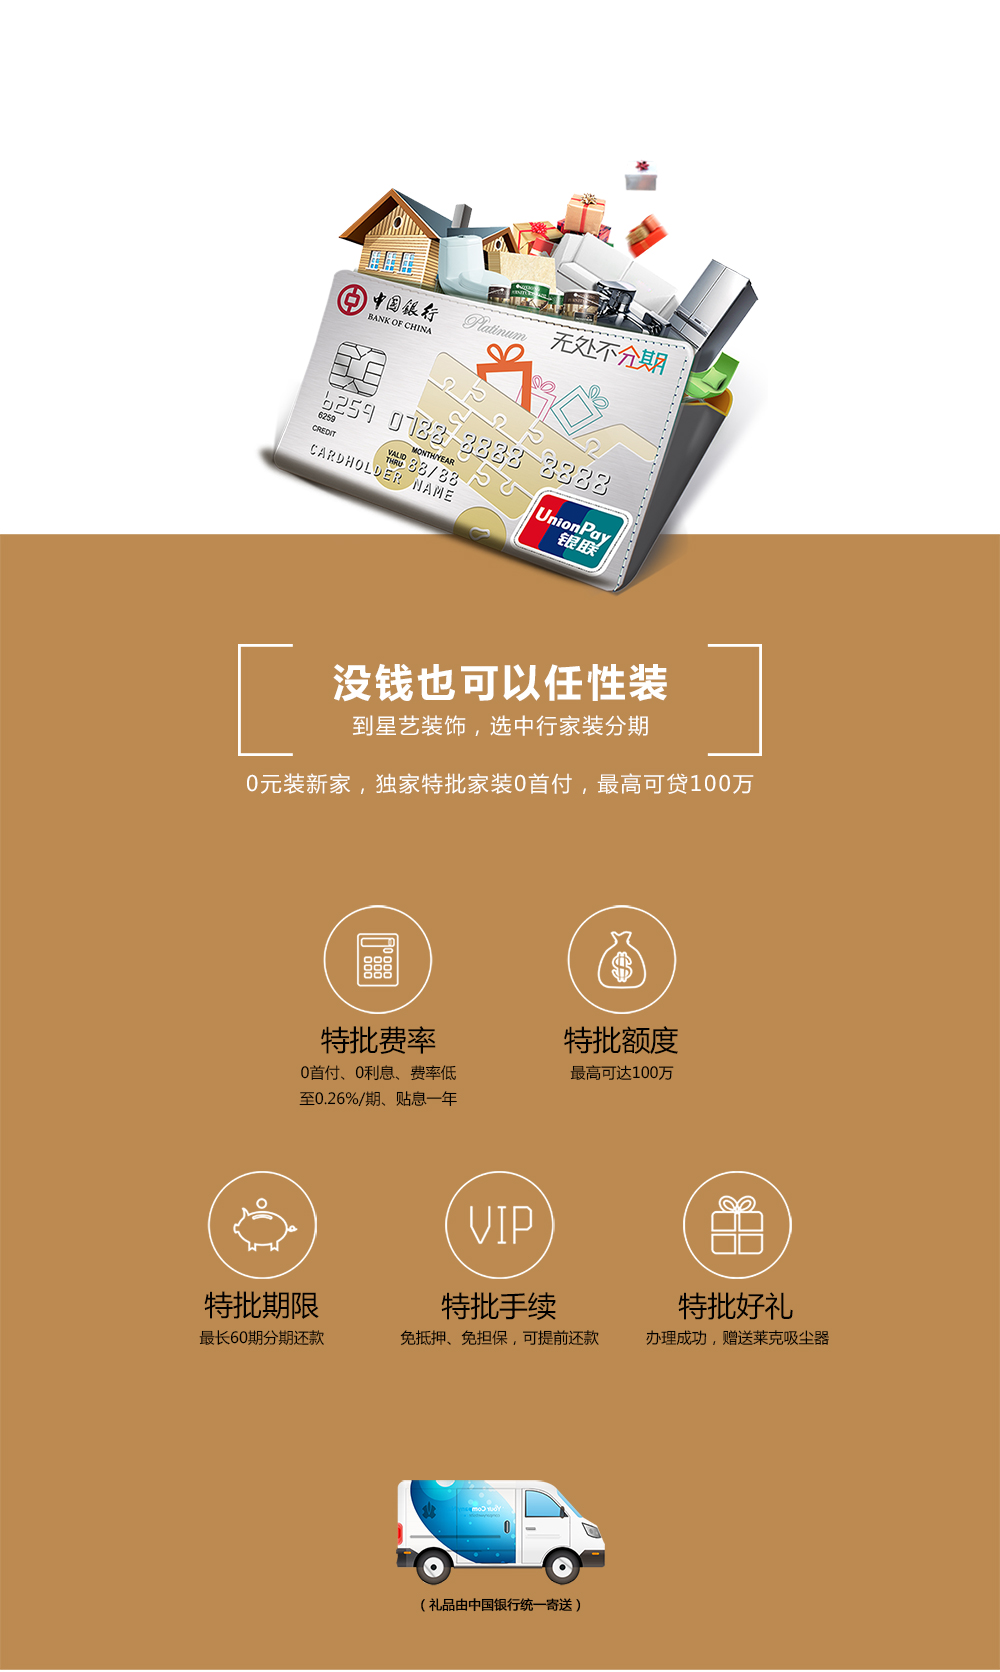 中国银行
BANK OF CHINA
Platinum
无处不分期
6259 0788 8888 8888
6259
CREDIT
MONTH/YEAR
VALID
THRU
88/88
CARDHOLDER NAME
UnionPay
银联
没钱也可以任性装
到星艺装饰，选中行家装分期
0元装新家，独家特批家装0首付，最高可贷100万
特批费率
0首付、0利息、费率低
至0.26%/期、贴息一年
特批额度
最高可达100万
特批期限
最长60期分期还款
VIP
特批手续
免抵押、免担保，可提前还款
特批好礼
办理成功，赠送莱克吸尘器
（礼品由中国银行统一寄送）